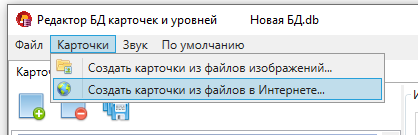 Редактор БД карточек и уровней Новая БД.db
Файл Карточки Звук По умолчанию
Создать карточки из файлов изображений...
Создать карточки из файлов в Интернете...